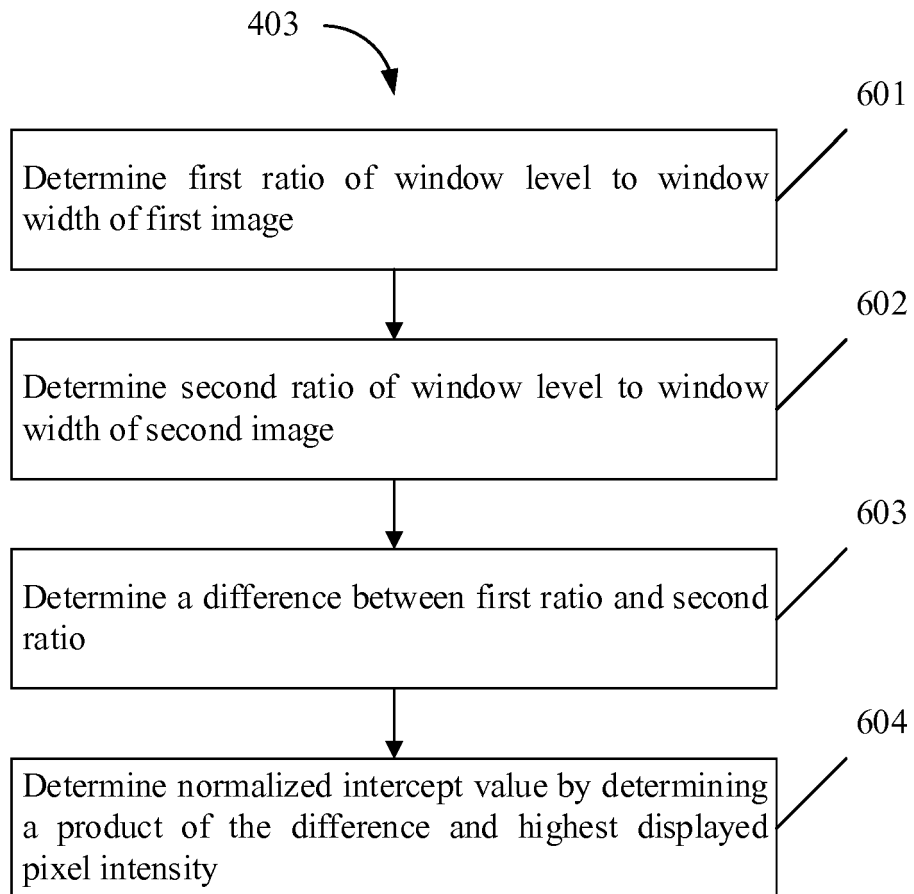 403
601
Determine first ratio of window level to window
width of first image
602
Determine second ratio of window level to window
width of second image
603
Determine a difference between first ratio and second
ratio
604
Determine normalized intercept value by determining
a product of the difference and highest displayed
pixel intensity